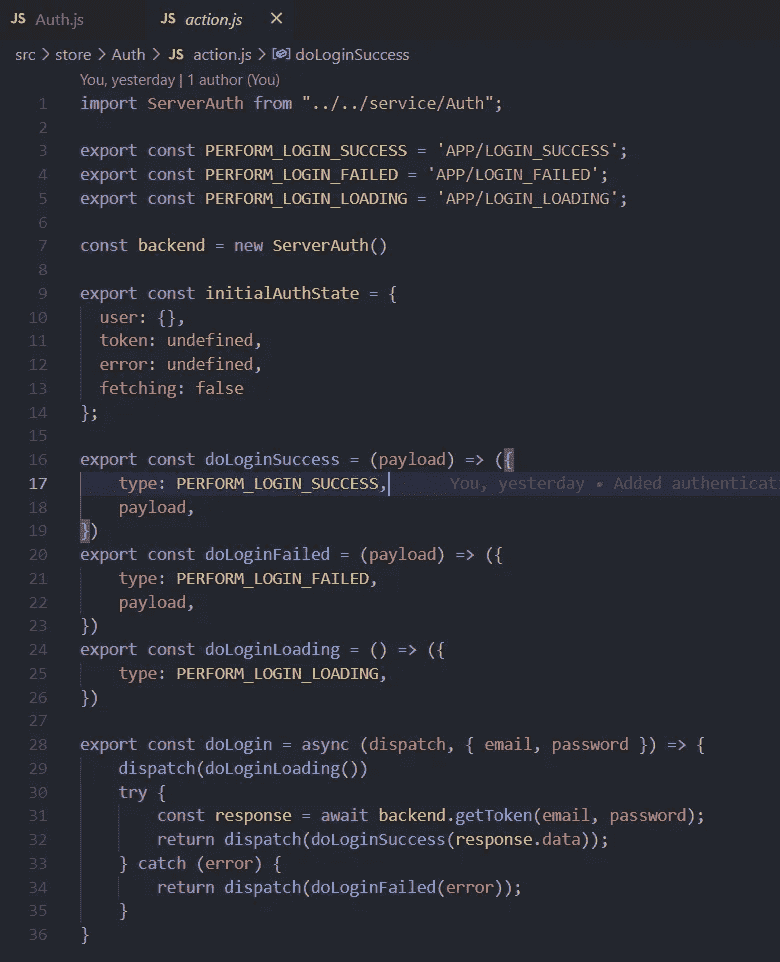 JS Auth.js JS action.js ×
src > store > Auth > JS action.js > doLoginSuccess
You, yesterday | 1 author (You)
1 import ServerAuth from "../../service/Auth";
2
3 export const PERFORM_LOGIN_SUCCESS = 'APP/LOGIN_SUCCESS';
4 export const PERFORM_LOGIN_FAILED = 'APP/LOGIN_FAILED';
5 export const PERFORM_LOGIN_LOADING = 'APP/LOGIN_LOADING';
6
7 const backend = new ServerAuth()
8
9 export const initialAuthState = {
10   user: {},
11   token: undefined,
12   error: undefined,
13   fetching: false
14 };
15
16 export const doLoginSuccess = (payload) => ({
17     type: PERFORM_LOGIN_SUCCESS, You, yesterday • Added authenticat
18     payload,
19 })
20 export const doLoginFailed = (payload) => ({
21     type: PERFORM_LOGIN_FAILED,
22     payload,
23 })
24 export const doLoginLoading = () => ({
25     type: PERFORM_LOGIN_LOADING,
26 })
27
28 export const doLogin = async (dispatch, { email, password }) => {
29     dispatch(doLoginLoading())
30     try {
31         const response = await backend.getToken(email, password);
32         return dispatch(doLoginSuccess(response.data));
33     } catch (error) {
34         return dispatch(doLoginFailed(error));
35     }
36 }